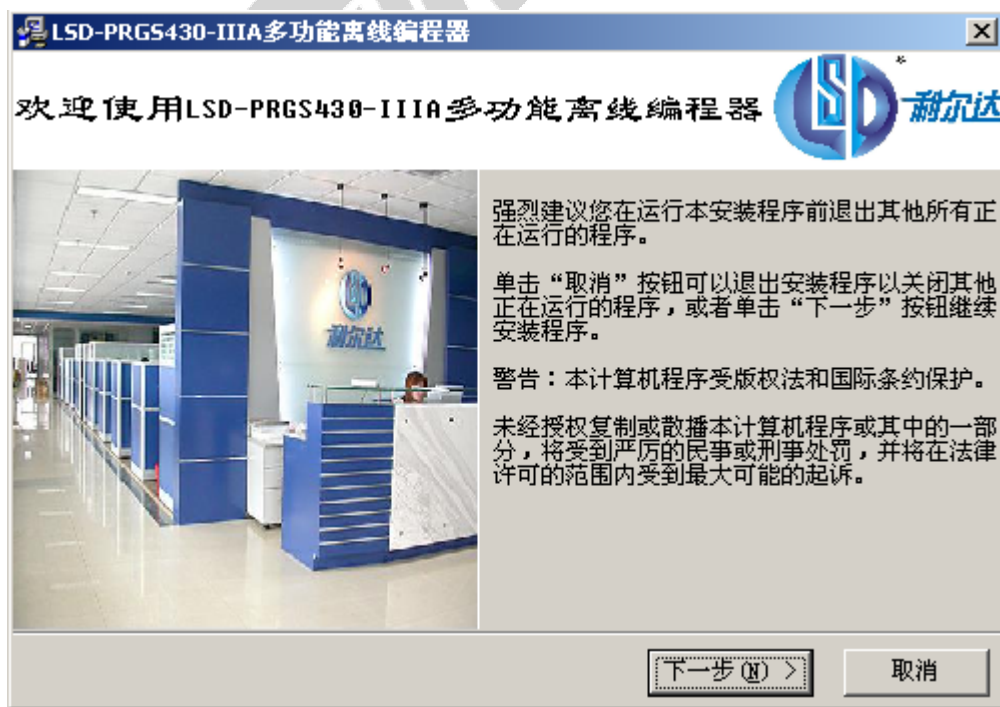 LSD-PRGS430-IIIA多功能离线编程器
欢迎使用LSD-PRGS430-IIIA多功能离线编程器
LSD
利尔达
强烈建议您在运行本安装程序前退出其他所有正
在运行的程序。
单击“取消”按钮可以退出安装程序以关闭其他
正在运行的程序，或者单击“下一步”按钮继续
安装程序。
警告：本计算机程序受版权法和国际条约保护。
未经授权复制或散播本计算机程序或其中的一部
分，将受到严厉的民事或刑事处罚，并将在法律
许可的范围内受到最大可能的起诉。
利尔达
下一步(N) >
取消